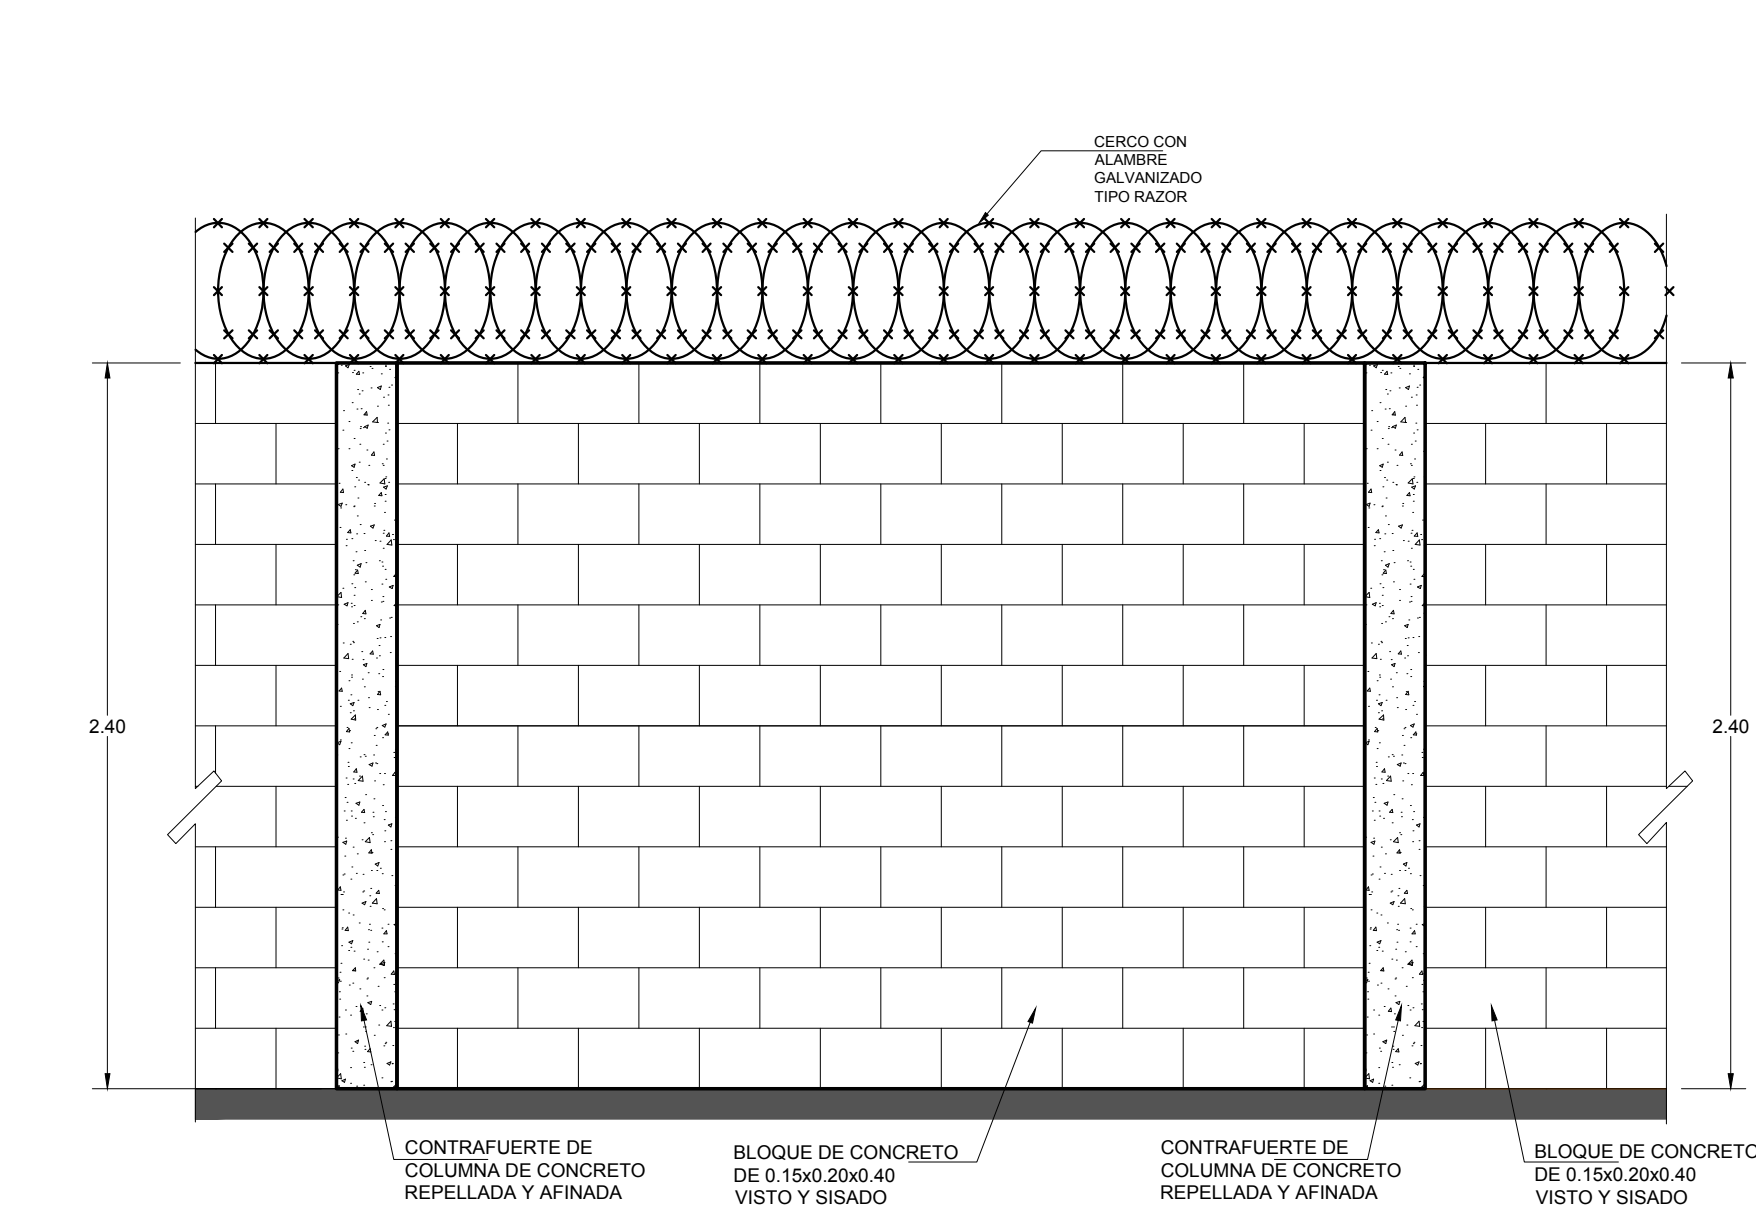 CERCO CON
ALAMBRE
GALVANIZADO
TIPO RAZOR
2.40
2.40
CONTRAFUERTE DE
COLUMNA DE CONCRETO
REPELLADA Y AFINADA
BLOQUE DE CONCRETO
DE 0.15x0.20x0.40
VISTO Y SISADO
CONTRAFUERTE DE
COLUMNA DE CONCRETO
REPELLADA Y AFINADA
BLOQUE DE CONCRETO
DE 0.15x0.20x0.40
VISTO Y SISADO